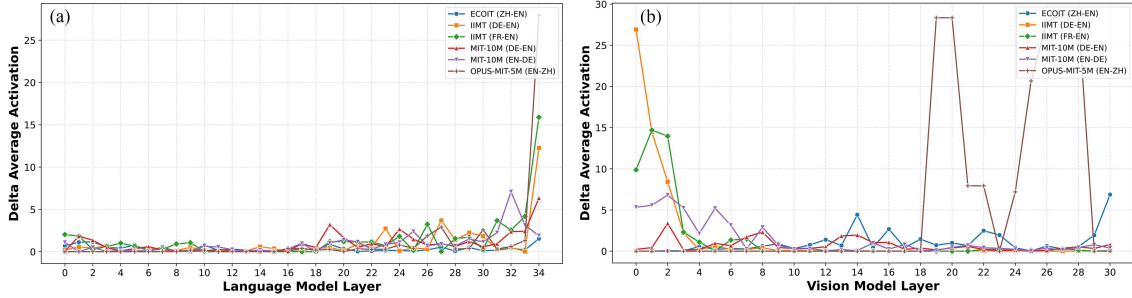 (a)
ECOIT (ZH-EN)
IIMT (DE-EN)
IIMT (FR-EN)
MIT-10M (DE-EN)
MIT-10M (EN-DE)
OPUS-MIT-5M (EN-ZH)
Delta Average Activation
25
20
15
10
5
0
0 2 4 6 8 10 12 14 16 18 20 22 24 26 28 30 32 34
Language Model Layer
(b)
ECOIT (ZH-EN)
IIMT (DE-EN)
IIMT (FR-EN)
MIT-10M (DE-EN)
MIT-10M (EN-DE)
OPUS-MIT-5M (EN-ZH)
Delta Average Activation
30
25
20
15
10
5
0
0 2 4 6 8 10 12 14 16 18 20 22 24 26 28 30
Vision Model Layer